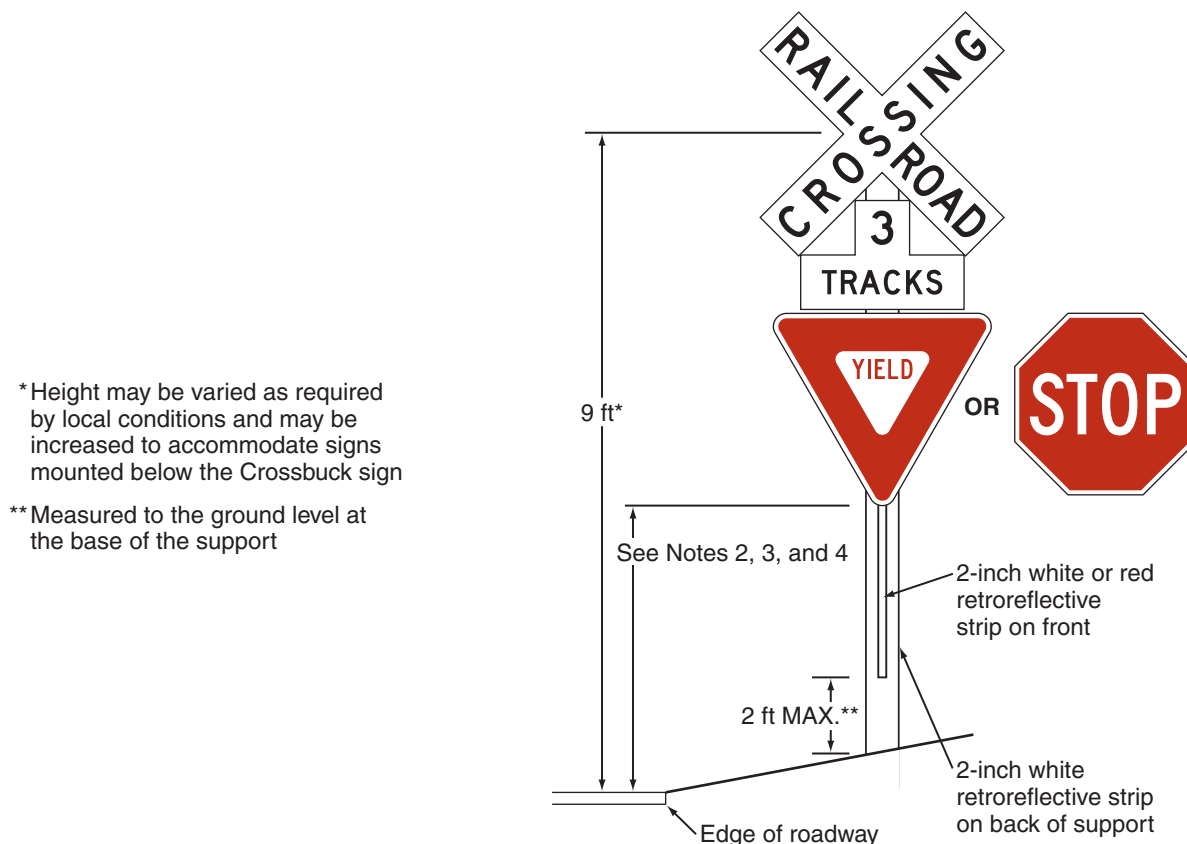 RAILROAD
CROSSING
3
TRACKS
YIELD
OR
STOP
9 ft*
*Height may be varied as required
by local conditions and may be
increased to accommodate signs
mounted below the Crossbuck sign
**Measured to the ground level at
the base of the support
See Notes 2, 3, and 4
2-inch white or red
retroreflective
strip on front
2 ft MAX.**
2-inch white
retroreflective strip
on back of support
Edge of roadway